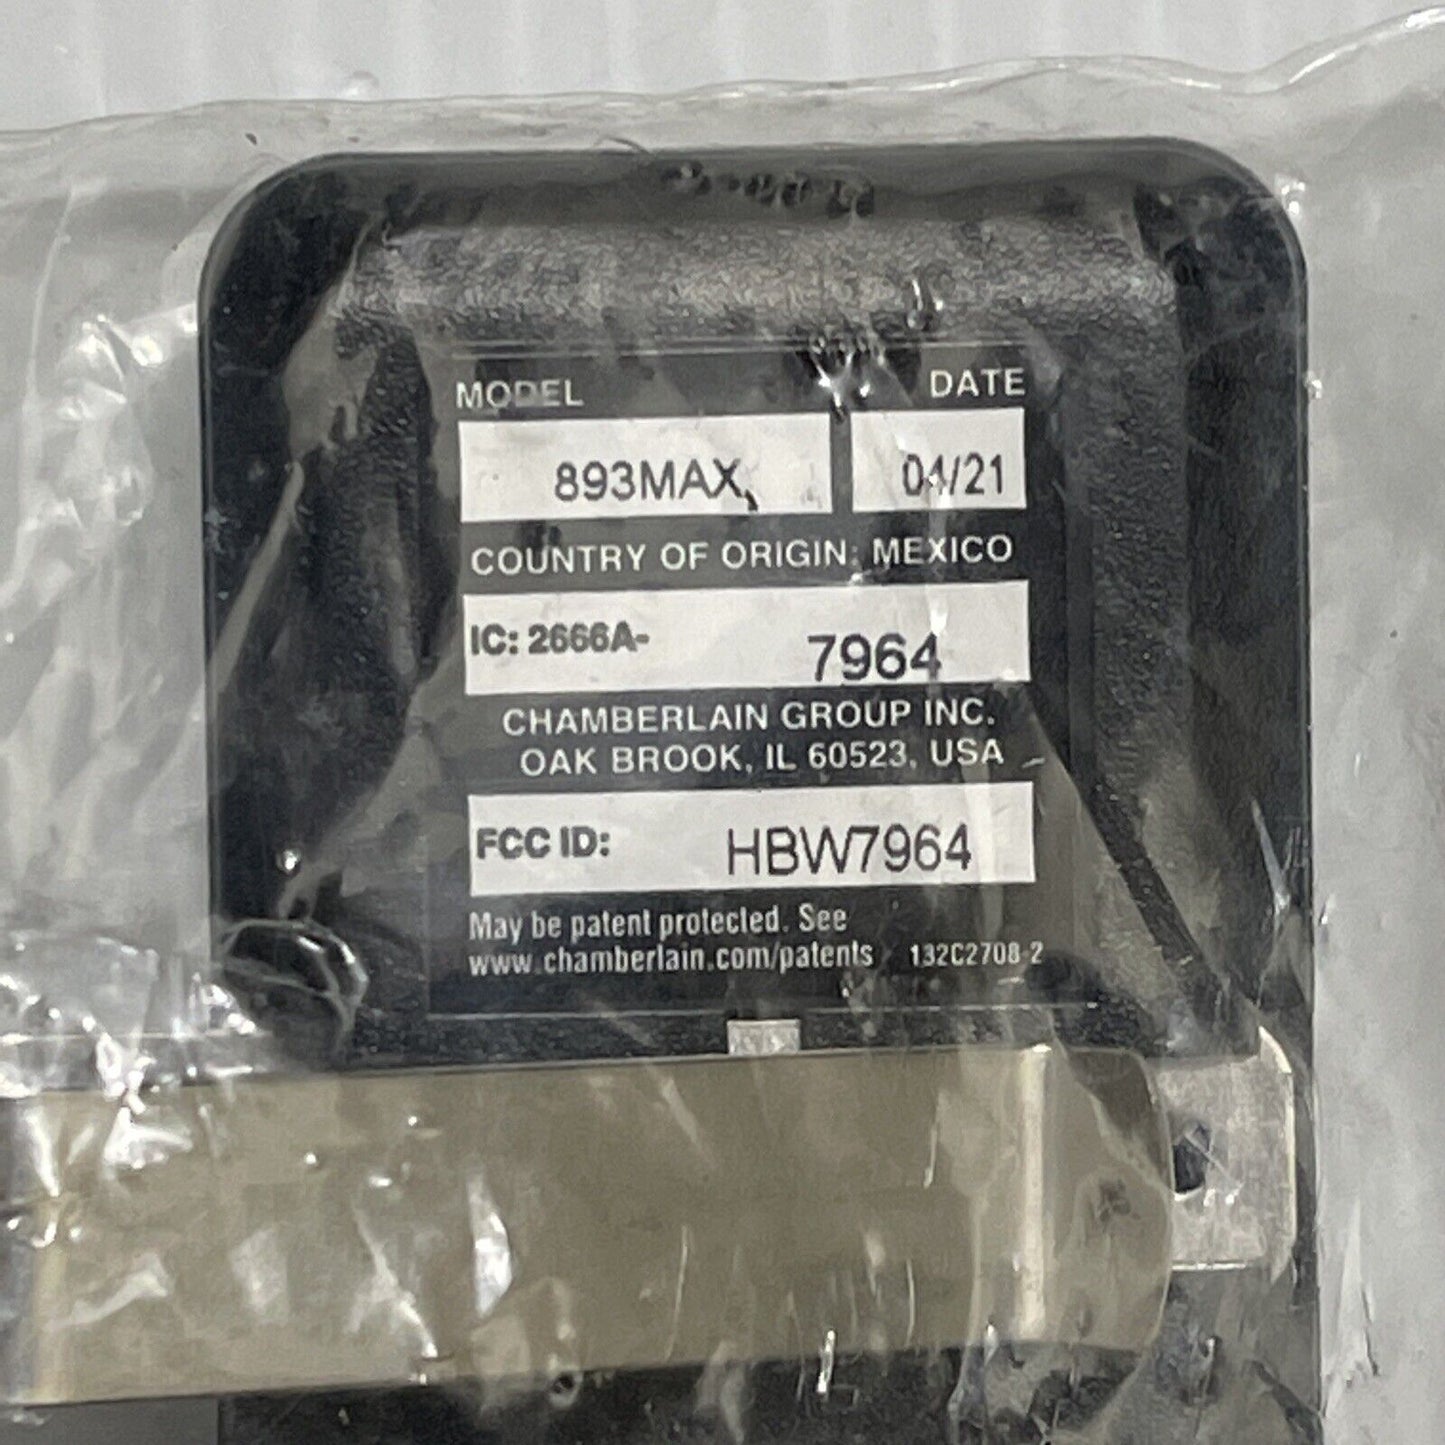 MODEL DATE
893MAX 04/21
COUNTRY OF ORIGIN: MEXICO
IC: 2666A- 7964
CHAMBERLAIN GROUP INC.
OAK BROOK, IL 60523, USA
FCC ID: HBW7964
May be patent protected. See
www.chamberlain.com/patents 132C2708-2